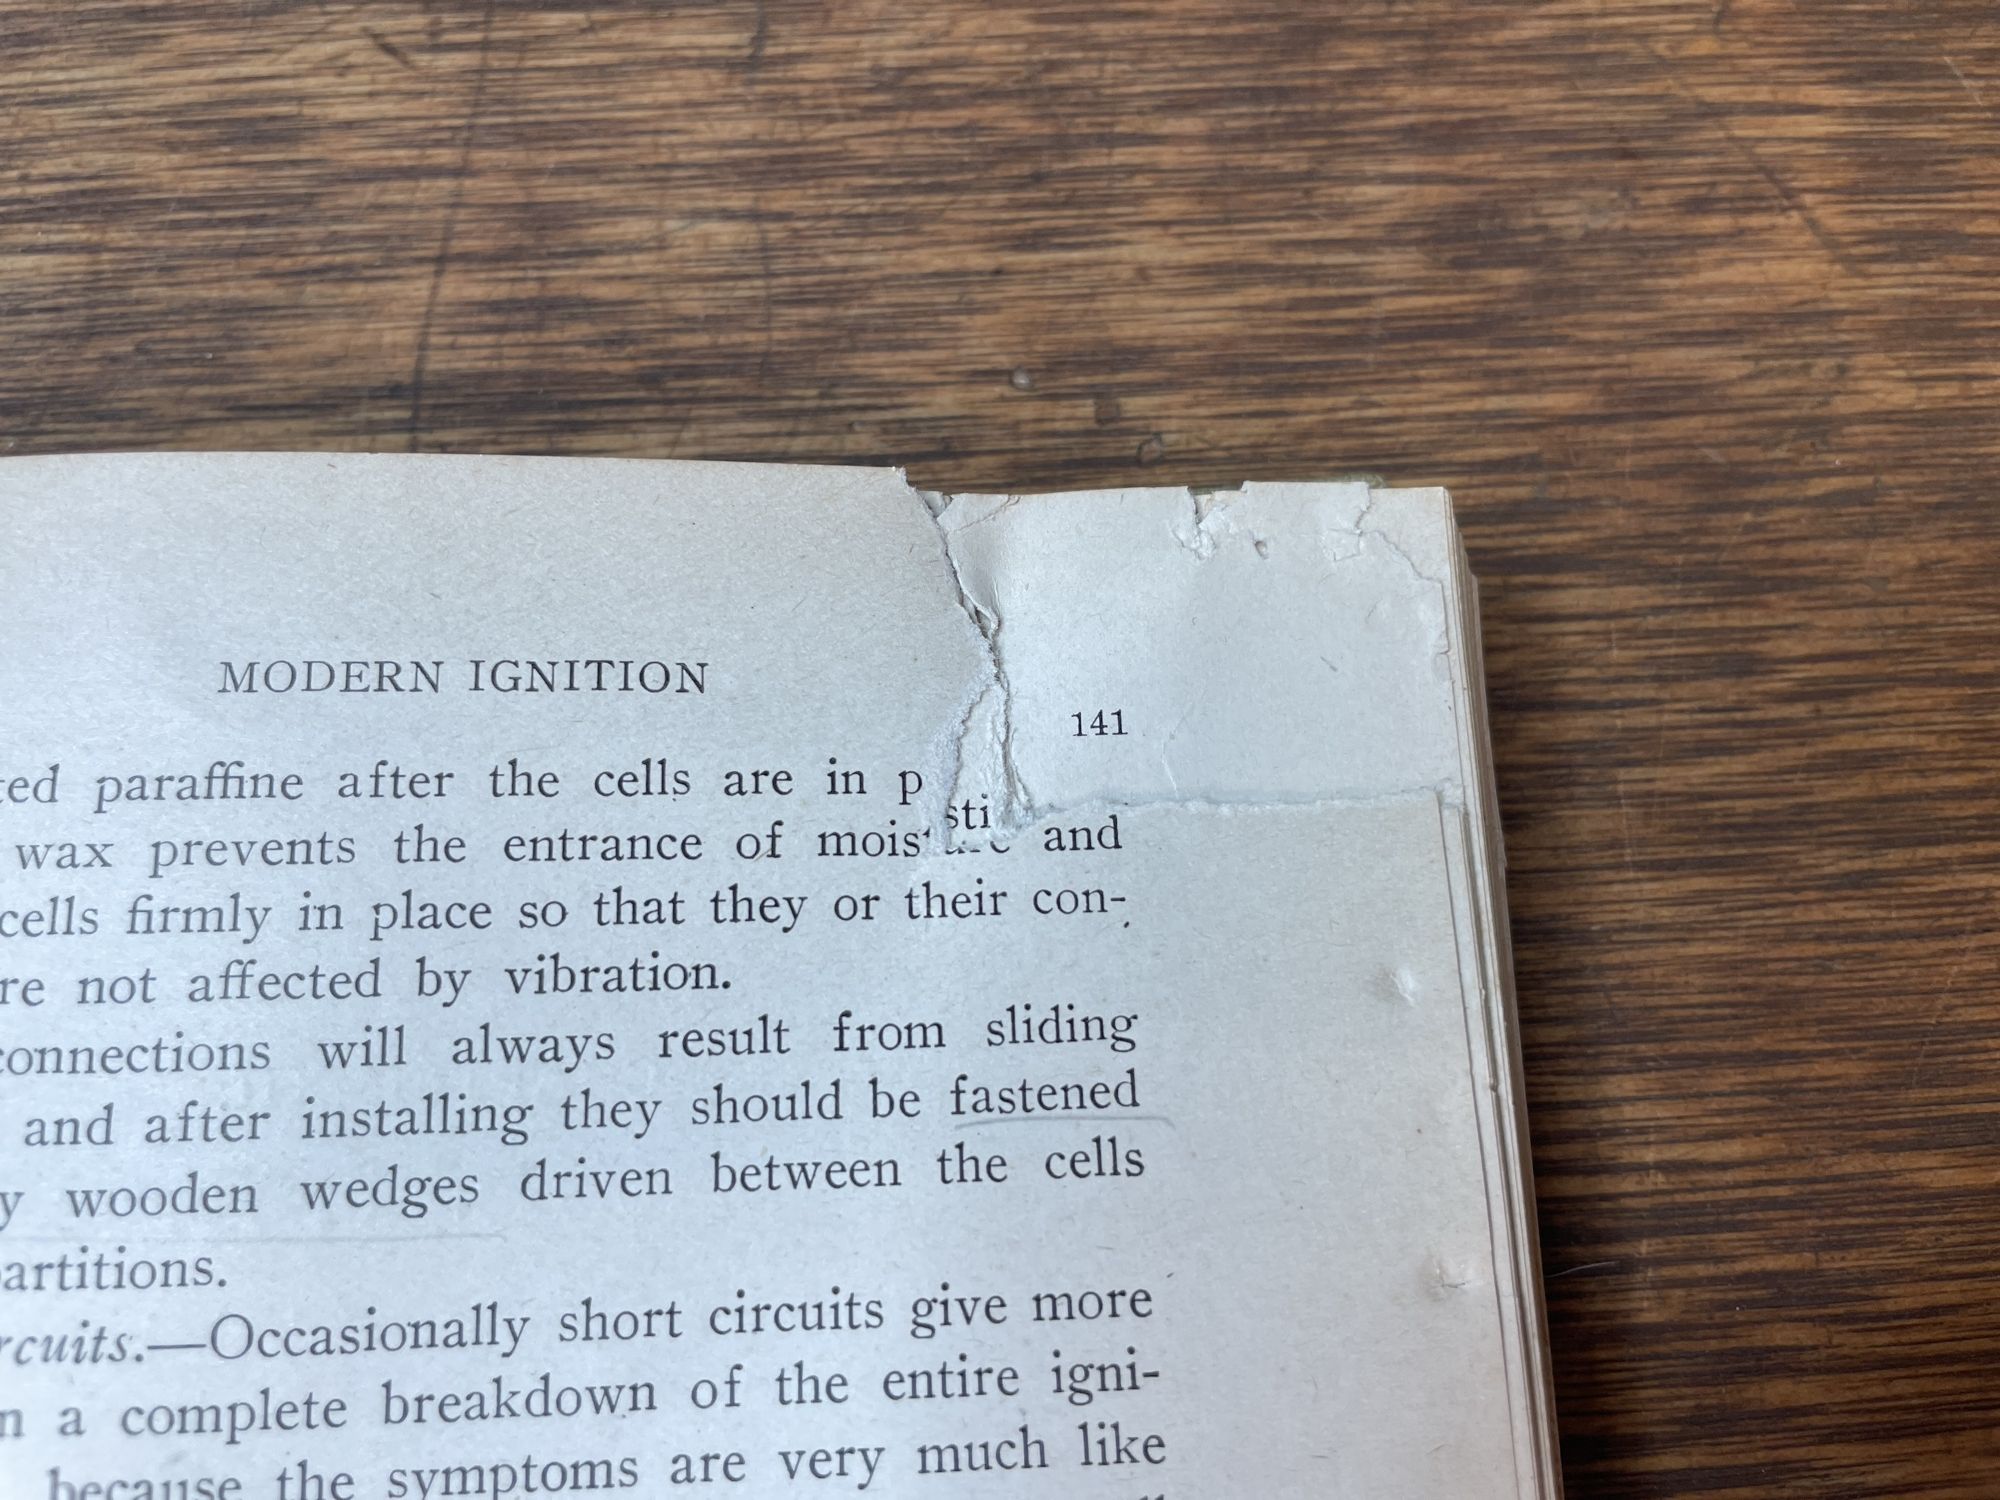 MODERN IGNITION
141
ted paraffine after the cells are in p
sti
wax prevents the entrance of mois and
cells firmly in place so that they or their con-
re not affected by vibration.
connections will always result from sliding
and after installing they should be fastened
y wooden wedges driven between the cells
artitions.
rcuits.—Occasionally short circuits give more
n a complete breakdown of the entire igni-
because the symptoms are very much like